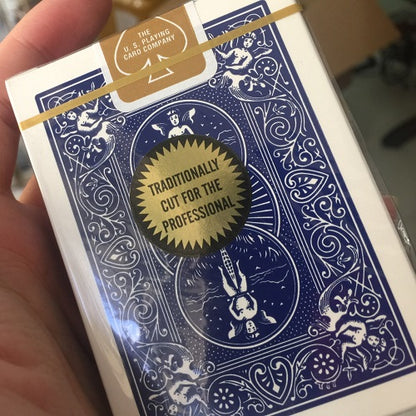 THE
U. S. PLAYING
CARD COMPANY
TRADITIONALLY
CUT FOR THE
PROFESSIONAL